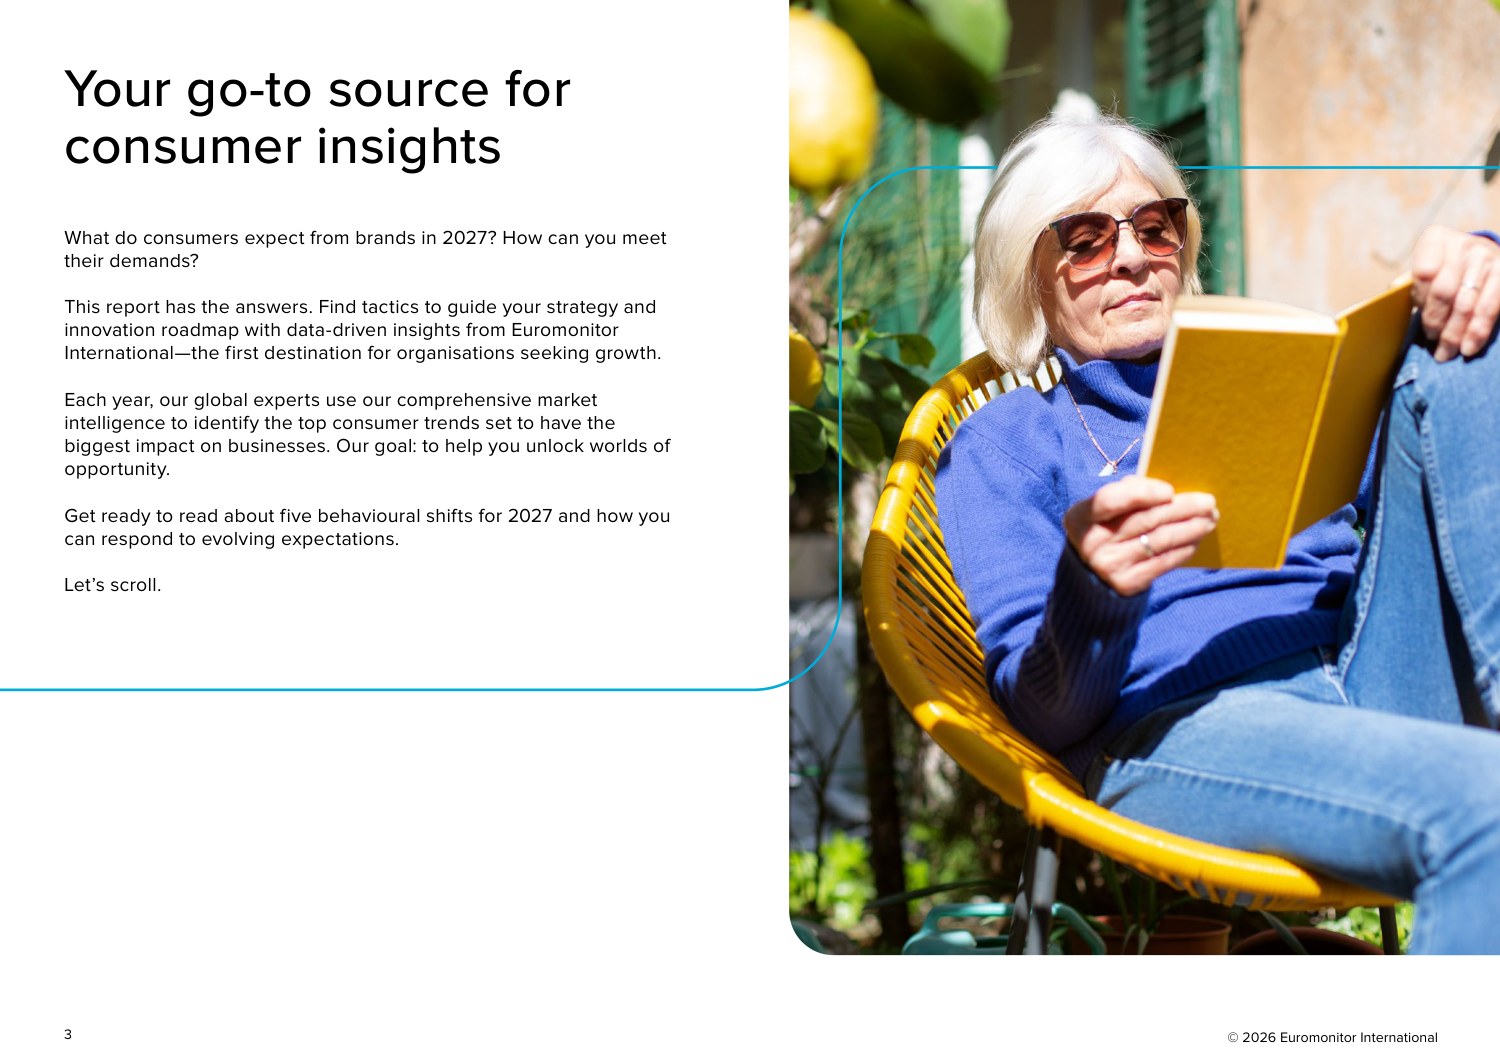 Your go-to source for
consumer insights
What do consumers expect from brands in 2027? How can you meet
their demands?
This report has the answers. Find tactics to guide your strategy and
innovation roadmap with data-driven insights from Euromonitor
International—the first destination for organisations seeking growth.
Each year, our global experts use our comprehensive market
intelligence to identify the top consumer trends set to have the
biggest impact on businesses. Our goal: to help you unlock worlds of
opportunity.
Get ready to read about five behavioural shifts for 2027 and how you
can respond to evolving expectations.
Let’s scroll.
3
© 2026 Euromonitor International